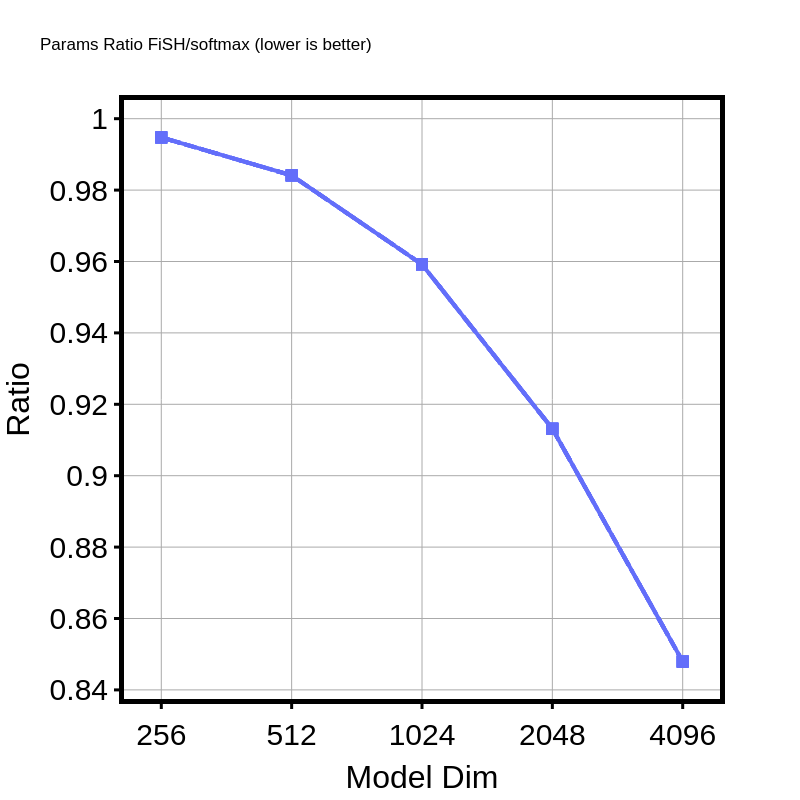 Params Ratio FiSH/softmax (lower is better)
1
0.98
0.96
0.94
0.92
0.9
0.88
0.86
0.84
Ratio
256 512 1024 2048 4096
Model Dim